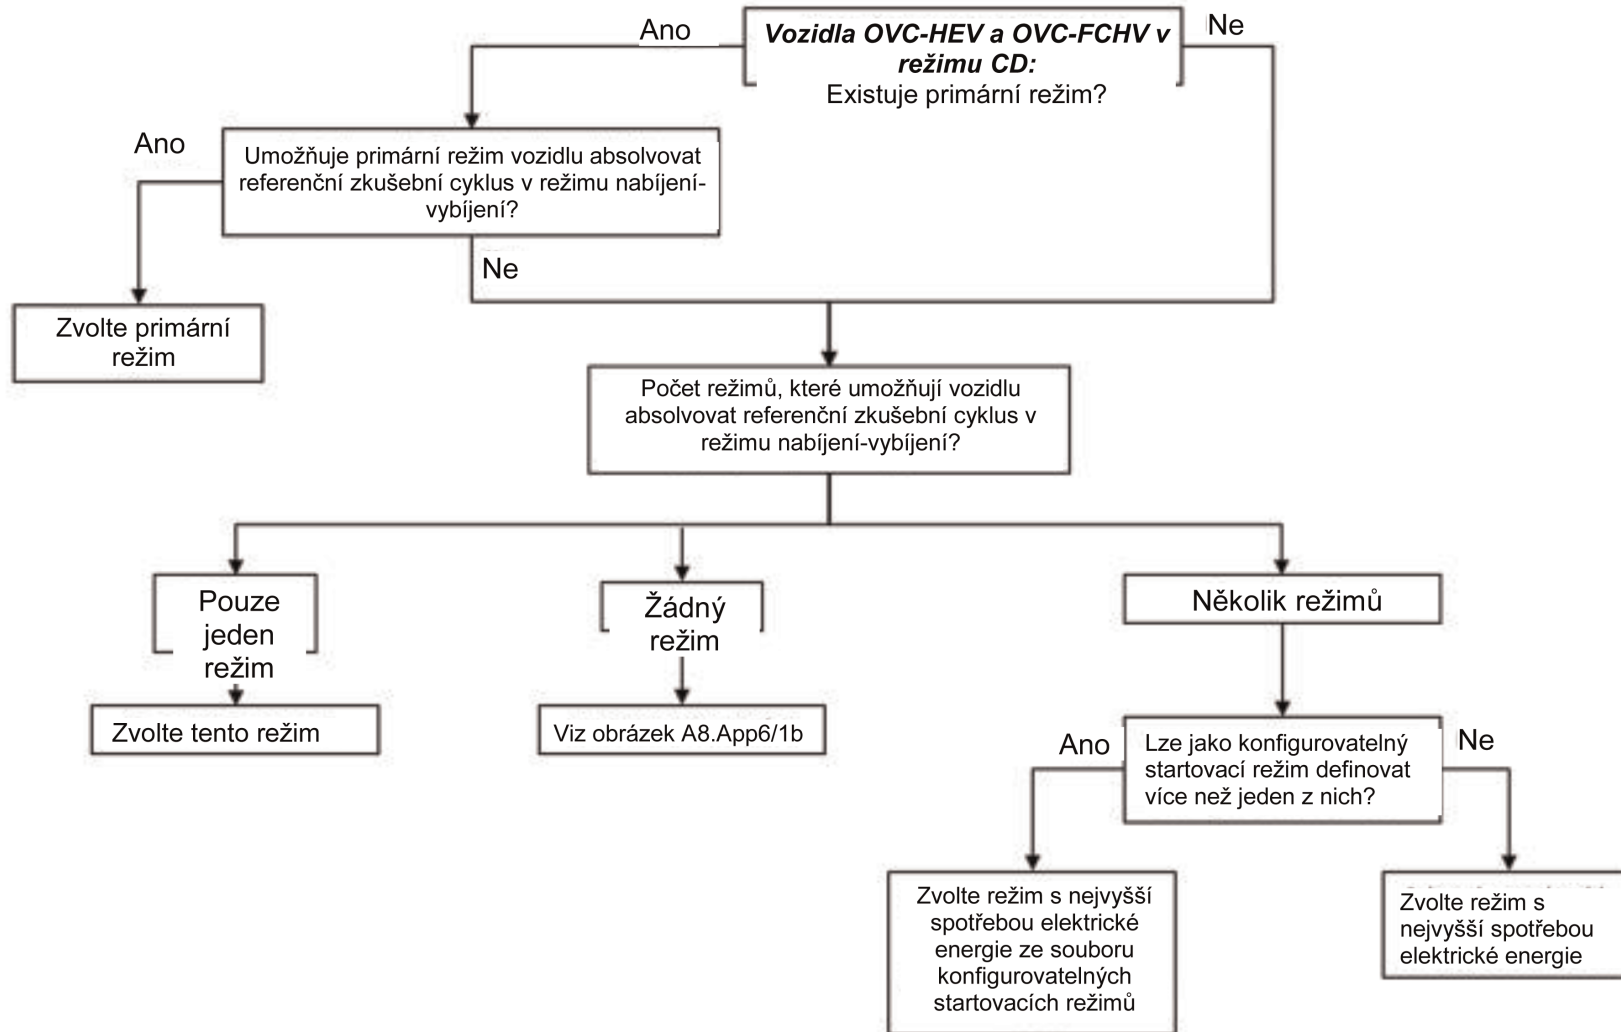 Ano
Vozidla OVC-HEV a OVC-FCHV v
režimu CD:
Existuje primární režim?
Ne
Ano
Umožňuje primární režim vozidlu absolvovat
referenční zkušební cyklus v režimu nabíjení-
vybíjení?
Ne
Zvolte primární
režim
Počet režimů, které umožňují vozidlu
absolvovat referenční zkušební cyklus v
režimu nabíjení-vybíjení?
Pouze
jeden
režim
Žádný
režim
Několik režimů
Zvolte tento režim
Viz obrázek A8.App6/1b
Ano
Lze jako konfigurovatelný
startovací režim definovat
více než jeden z nich?
Ne
Zvolte režim s nejvyšší
spotřebou elektrické
energie ze souboru
konfigurovatelných
startovacích režimů
Zvolte režim s
nejvyšší spotřebou
elektrické energie